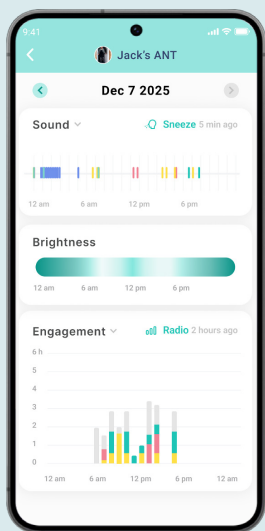 9:41
Jack's ANT
Dec 7 2025
Sound Sneeze 5 min ago
12 am 6 am 12 pm 6 pm
Brightness
12 am 6 am 12 pm 6 pm
Engagement Radio 2 hours ago
6 h
5
4
3
2
1
0
12 am 6 am 12 pm 6 pm 12 am